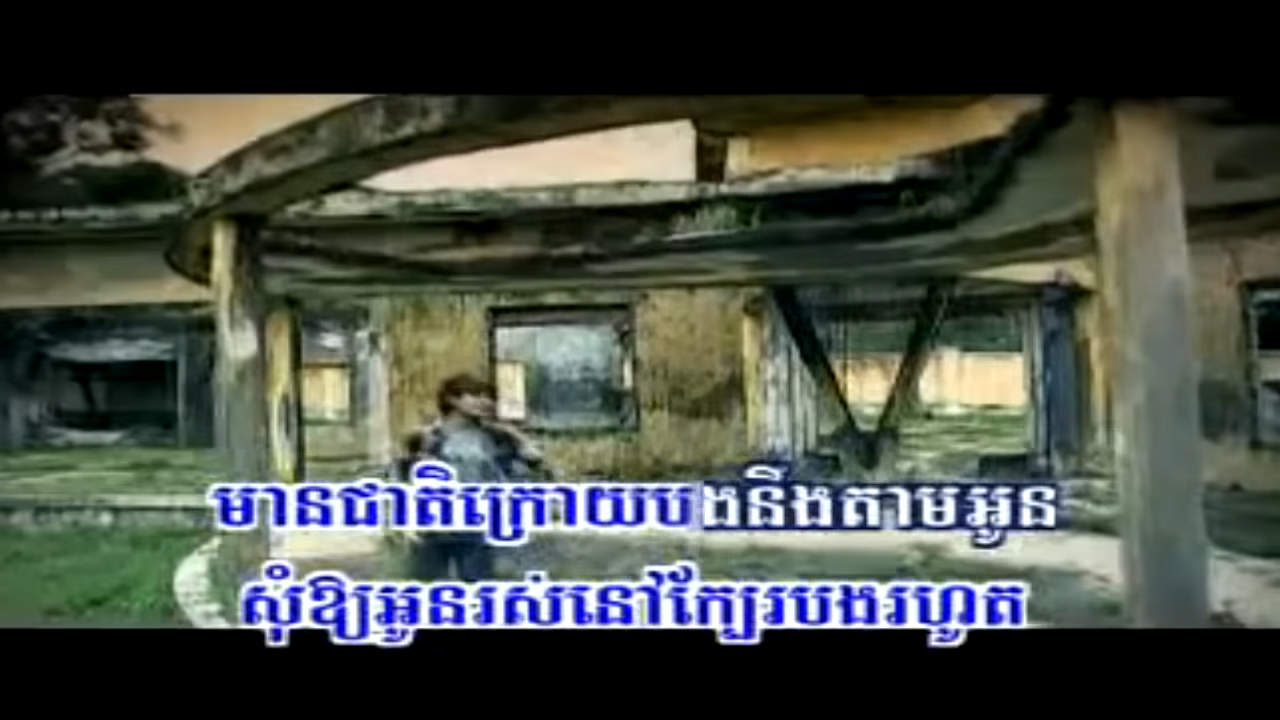 មានជាតិក្រោយបងនឹងតាមអូន
សុំឱ្យអូនរស់នៅក្បែរបងរហូត